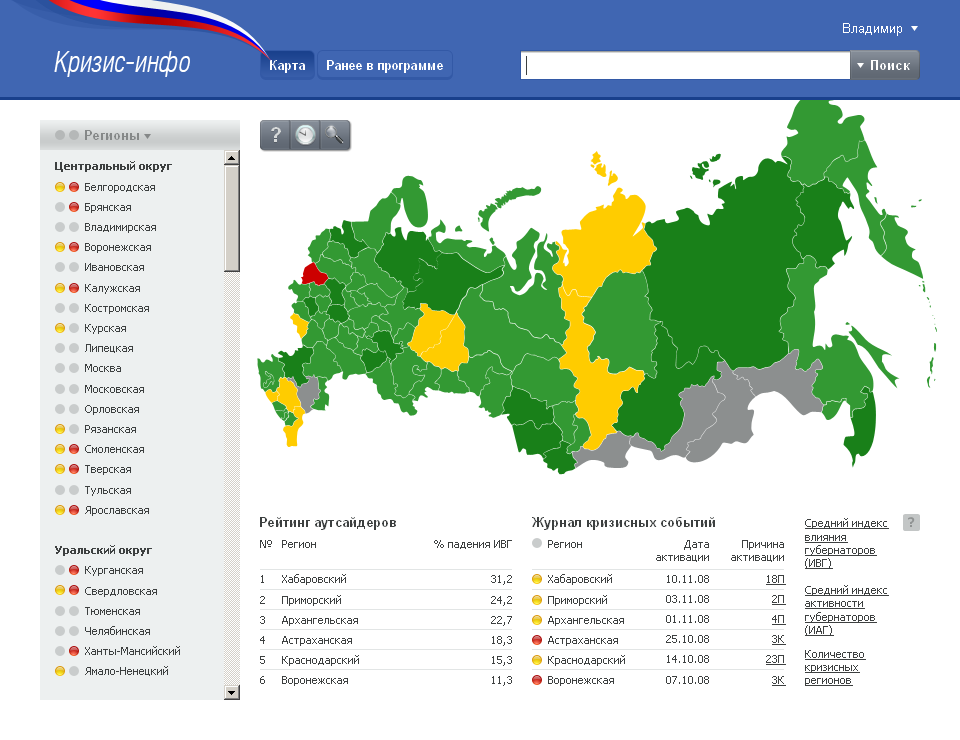 Владимир
Кризис-инфо
Карта
Ранее в программе
Поиск
Регионы
?
Центральный округ
Белгородская
Брянская
Владимирская
Воронежская
Ивановская
Калужская
Костромская
Курская
Липецкая
Москва
Московская
Орловская
Рязанская
Смоленская
Тверская
Тульская
Ярославская
Уральский округ
Курганская
Свердловская
Тюменская
Челябинская
Ханты-Мансийский
Ямало-Ненецкий
Рейтинг аутсайдеров
№ Регион % падения ИВГ
1 Хабаровский 31,2
2 Приморский 24,2
3 Архангельская 22,7
4 Астраханская 18,3
5 Краснодарский 15,3
6 Воронежская 11,3
Журнал кризисных событий
Регион Дата активации Причина активации
Хабаровский 10.11.08 18П
Приморский 03.11.08 2П
Архангельская 01.11.08 4П
Астраханская 25.10.08 3К
Краснодарский 14.10.08 23П
Воронежская 07.10.08 3К
Средний индекс
влияния
губернаторов
(ИВГ)
?
Средний индекс
активности
губернаторов
(ИАГ)
Количество
кризисных
регионов